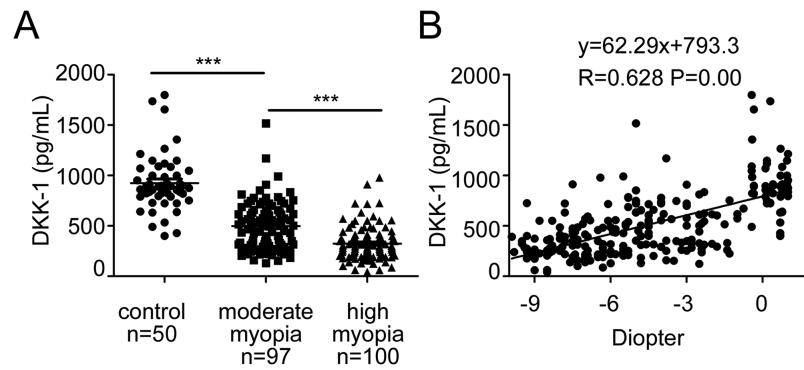 A
DKK-1 (pg/mL)
2000
1500
1000
500
0
***
***
control
n=50
moderate
myopia
n=97
high
myopia
n=100
B
y=62.29x+793.3
R=0.628 P=0.00
DKK-1 (pg/mL)
2000
1500
1000
500
0
-9 -6 -3 0
Diopter